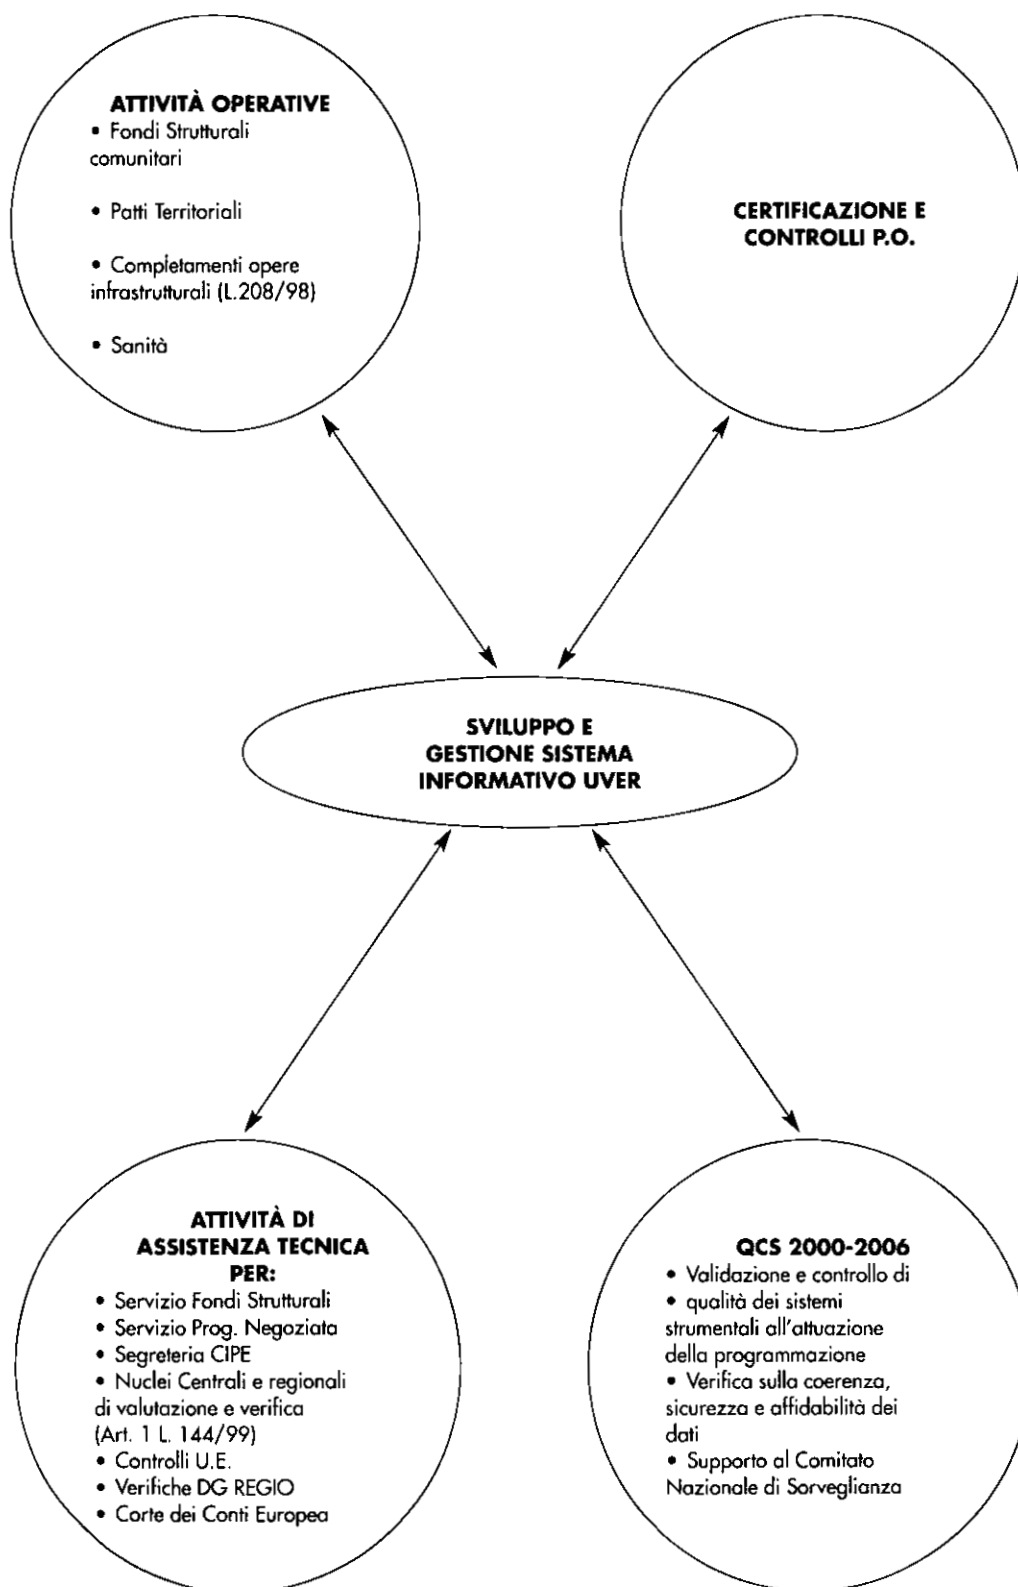 ATTIVITÀ OPERATIVE
• Fondi Strutturali
comunitari
• Patti Territoriali
• Completamenti opere
infrastrutturali (L.208/98)
• Sanità
CERTIFICAZIONE E
CONTROLLI P.O.
SVILUPPO E
GESTIONE SISTEMA
INFORMATIVO UVER
ATTIVITÀ DI
ASSISTENZA TECNICA
PER:
• Servizio Fondi Strutturali
• Servizio Prog. Negoziata
• Segreteria CIPE
• Nuclei Centrali e regionali
di valutazione e verifica
(Art. 1 L. 144/99)
• Controlli U.E.
• Verifiche DG REGIO
• Corte dei Conti Europea
QCS 2000-2006
• Validazione e controllo di
• qualità dei sistemi
strumentali all'attuazione
della programmazione
• Verifica sulla coerenza,
sicurezza e affidabilità dei
dati
• Supporto al Comitato
Nazionale di Sorveglianza